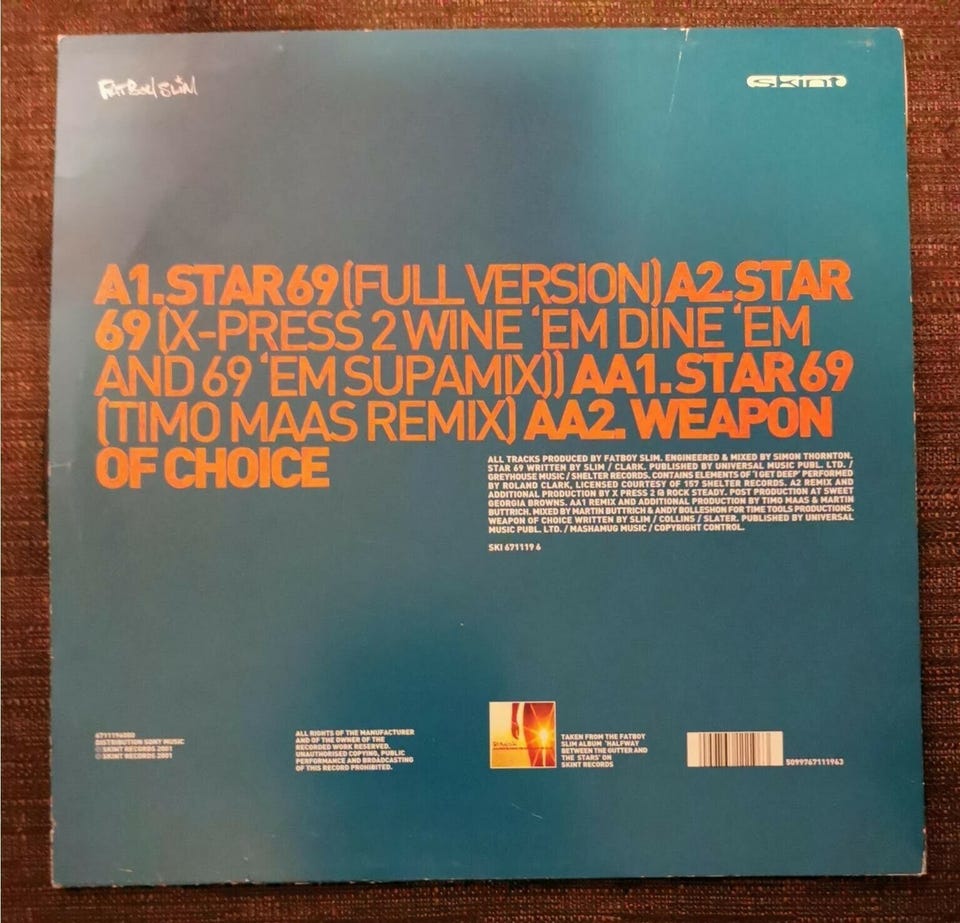 FATBOY SLIM
SKINT
A1.STAR69(FULL VERSION)A2.STAR
69(X-PRESS 2 WINE 'EM DINE 'EM
AND 69 'EM SUPAMIX)) AA1.STAR69
(TIMO MAAS REMIX) AA2.WEAPON
OF CHOICE
ALL TRACKS PRODUCED BY FATBOY SLIM. ENGINEERED & MIXED BY SIMON THORNTON.
STAR 69 WRITTEN BY SLIM / CLARK. PUBLISHED BY UNIVERSAL MUSIC PUBL. LTD. /
GREYHOUSE MUSIC / SHELTER RECORDS. CONTAINS ELEMENTS OF 'I GET DEEP' PERFORMED
BY ROLAND CLARK, LICENSED COURTESY OF 157 SHELTER RECORDS. A2 REMIX AND
ADDITIONAL PRODUCTION BY X PRESS 2 @ ROCK STEADY. POST PRODUCTION AT SWEET
GEORGIA BROWNS. AA1 REMIX AND ADDITIONAL PRODUCTION BY TIMO MAAS & MARTIN
BUTTRICH. MIXED BY MARTIN BUTTRICH & ANDY BOLLESHON FOR TIME TOOLS PRODUCTIONS.
WEAPON OF CHOICE WRITTEN BY SLIM / COLLINS / SLATER. PUBLISHED BY UNIVERSAL
MUSIC PUBL. LTD. / MASHAMUG MUSIC / COPYRIGHT CONTROL.
SKI 671119 6
DISTRIBUTION SONY MUSIC
℗ SKINT RECORDS 2001
© SKINT RECORDS 2001
ALL RIGHTS OF THE MANUFACTURER
AND OF THE OWNER OF THE
RECORDED WORK RESERVED.
UNAUTHORISED COPYING, PUBLIC
PERFORMANCE AND BROADCASTING
OF THIS RECORD PROHIBITED.
TAKEN FROM THE FATBOY
SLIM ALBUM 'HALFWAY
BETWEEN THE GUTTER AND
THE 'STARS' ON
SKINT RECORDS
5099767111963